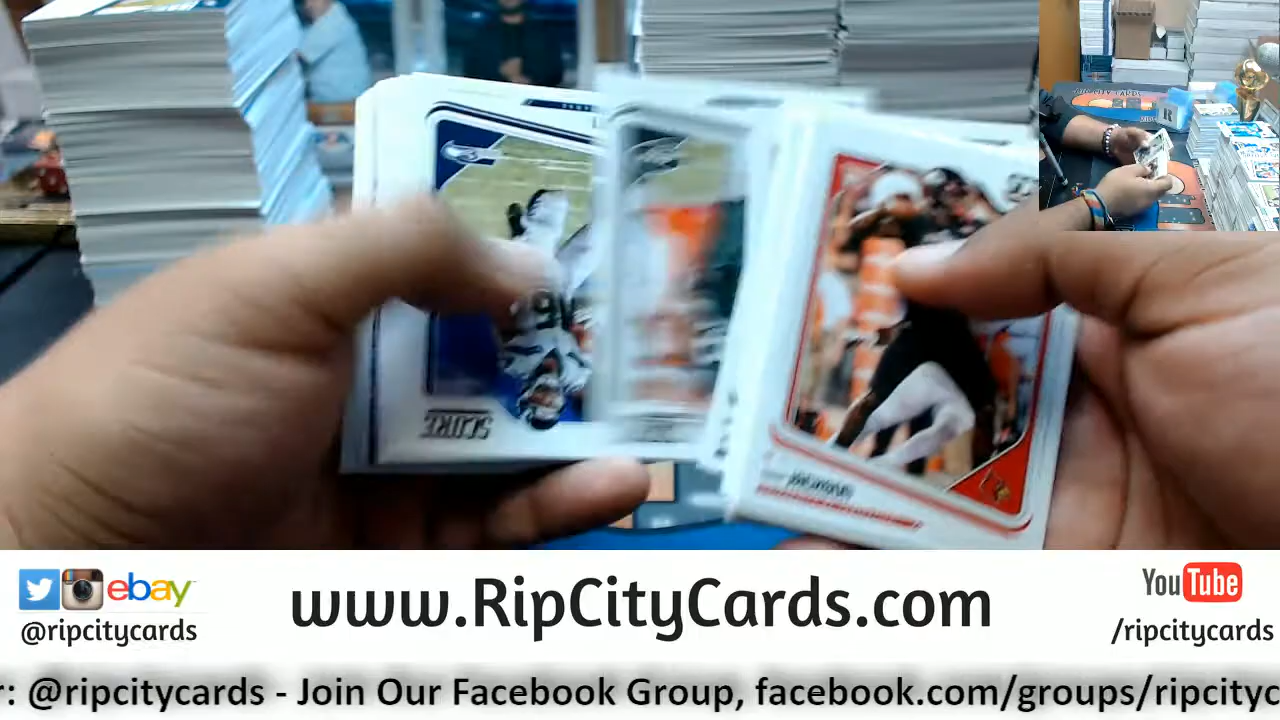 SCORE
ebay
@ripcitycards
www.RipCityCards.com
YouTube
/ripcitycards
r: @ripcitycards - Join Our Facebook Group, facebook.com/groups/ripcityc